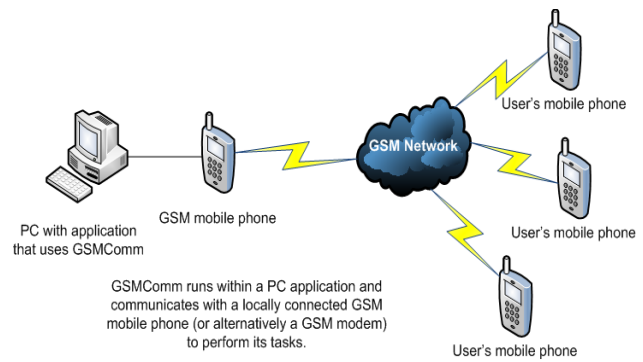 User's mobile phone
GSM Network
GSM mobile phone
PC with application
that uses GSMComm
User's mobile phone
GSMComm runs within a PC application and
communicates with a locally connected GSM
mobile phone (or alternatively a GSM modem)
to perform its tasks.
User's mobile phone